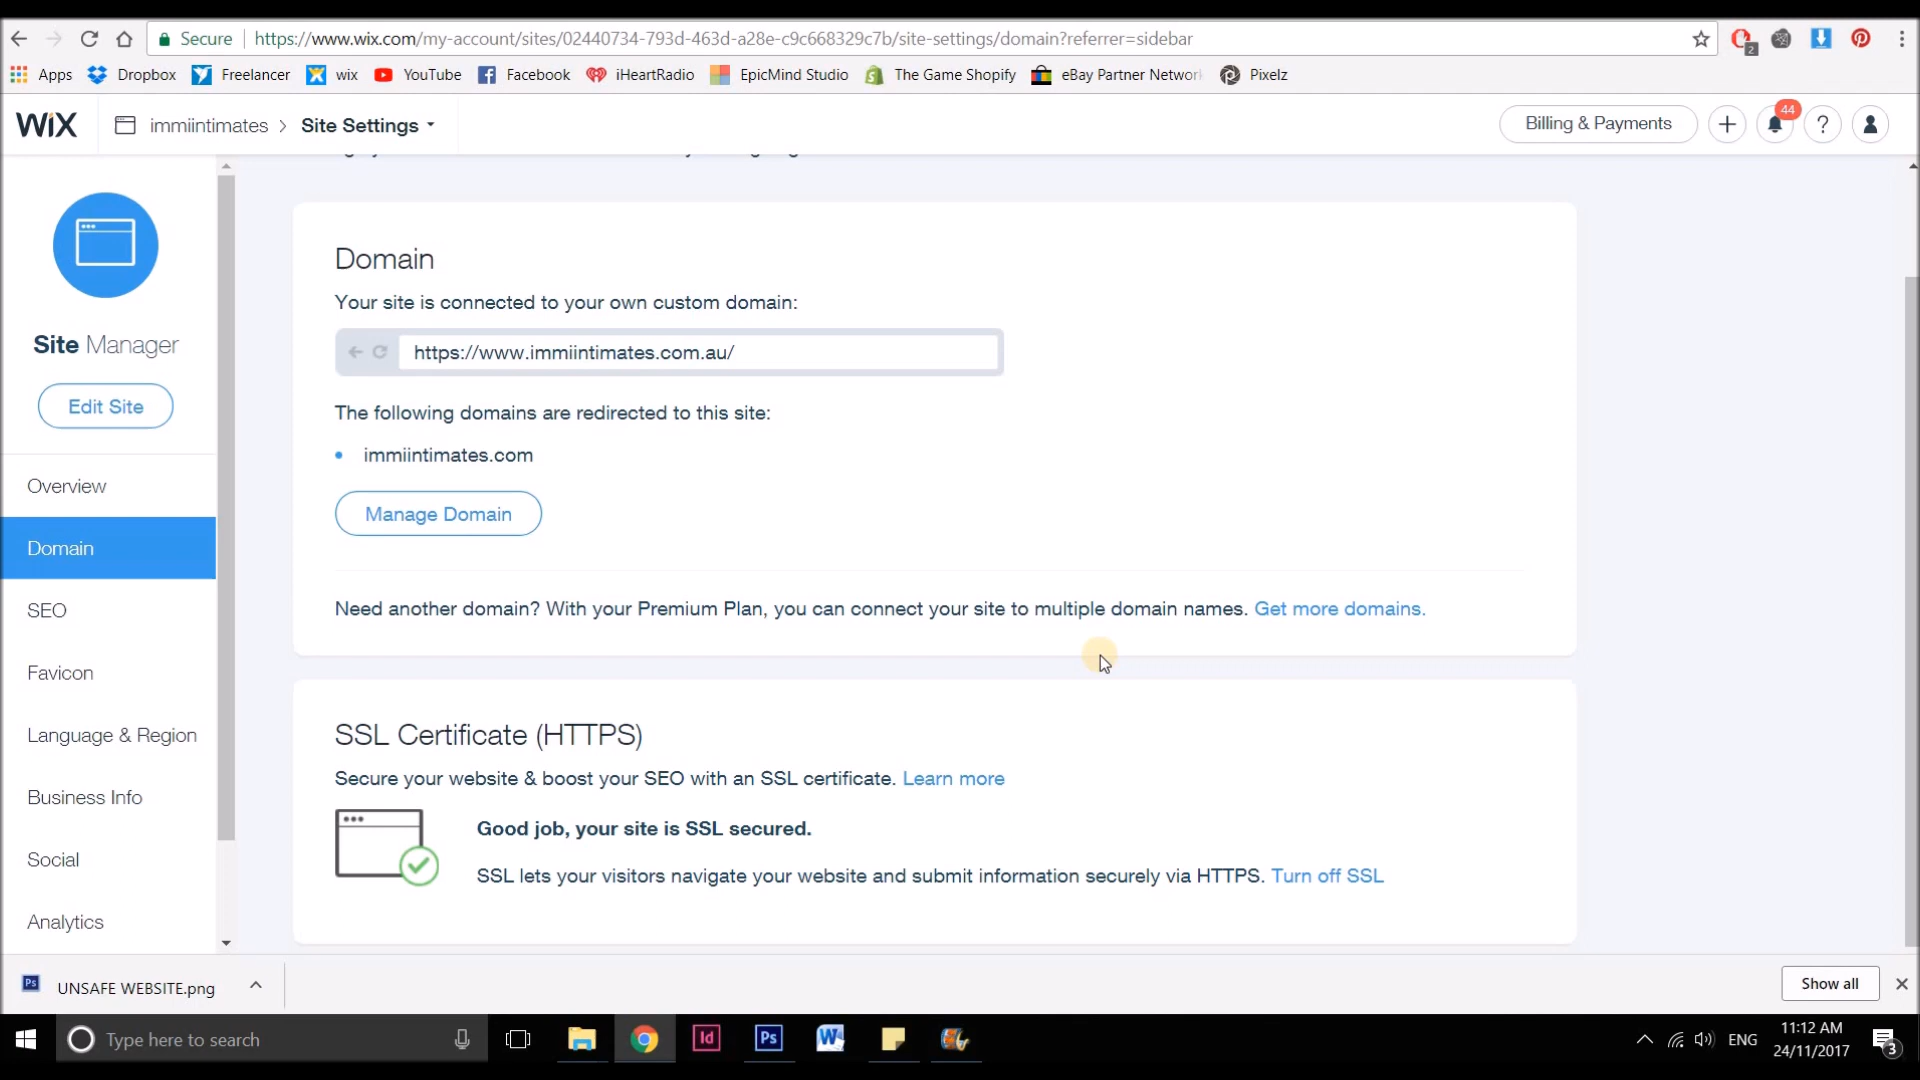 Secure https://www.wix.com/my-account/sites/02440734-793d-463d-a28e-c9c668329c7b/site-settings/domain?referrer=sidebar
2
Apps Dropbox Freelancer wix YouTube Facebook iHeartRadio EpicMind Studio The Game Shopify eBay Partner Networ Pixelz
WiX immiintimates > Site Settings Billing & Payments + 44 ?
Site Manager
Edit Site
Overview
Domain
SEO
Favicon
Language & Region
Business Info
Social
Analytics
Domain
Your site is connected to your own custom domain:
https://www.immiintimates.com.au/
The following domains are redirected to this site:
• immiintimates.com
Manage Domain
Need another domain? With your Premium Plan, you can connect your site to multiple domain names. Get more domains.
SSL Certificate (HTTPS)
Secure your website & boost your SEO with an SSL certificate. Learn more
Good job, your site is SSL secured.
SSL lets your visitors navigate your website and submit information securely via HTTPS. Turn off SSL
Ps UNSAFE WEBSITE.png Show all
Type here to search Id Ps W ENG 11:12 AM
24/11/2017 3